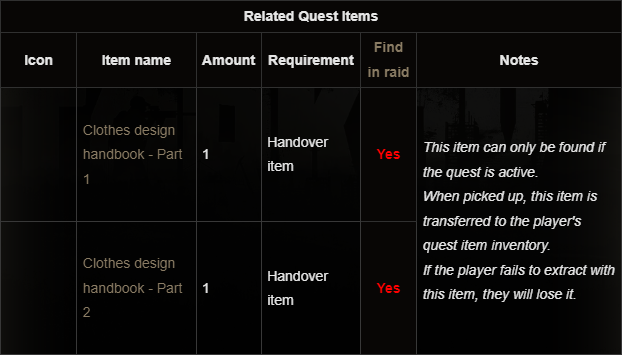 Related Quest Items
Icon
Item name
Amount
Requirement
Find
in raid
Notes
Clothes design
handbook - Part
1
1
Handover
item
Yes
This item can only be found if
the quest is active.
When picked up, this item is
transferred to the player's
quest item inventory.
If the player fails to extract with
this item, they will lose it.
Clothes design
handbook - Part
2
1
Handover
item
Yes